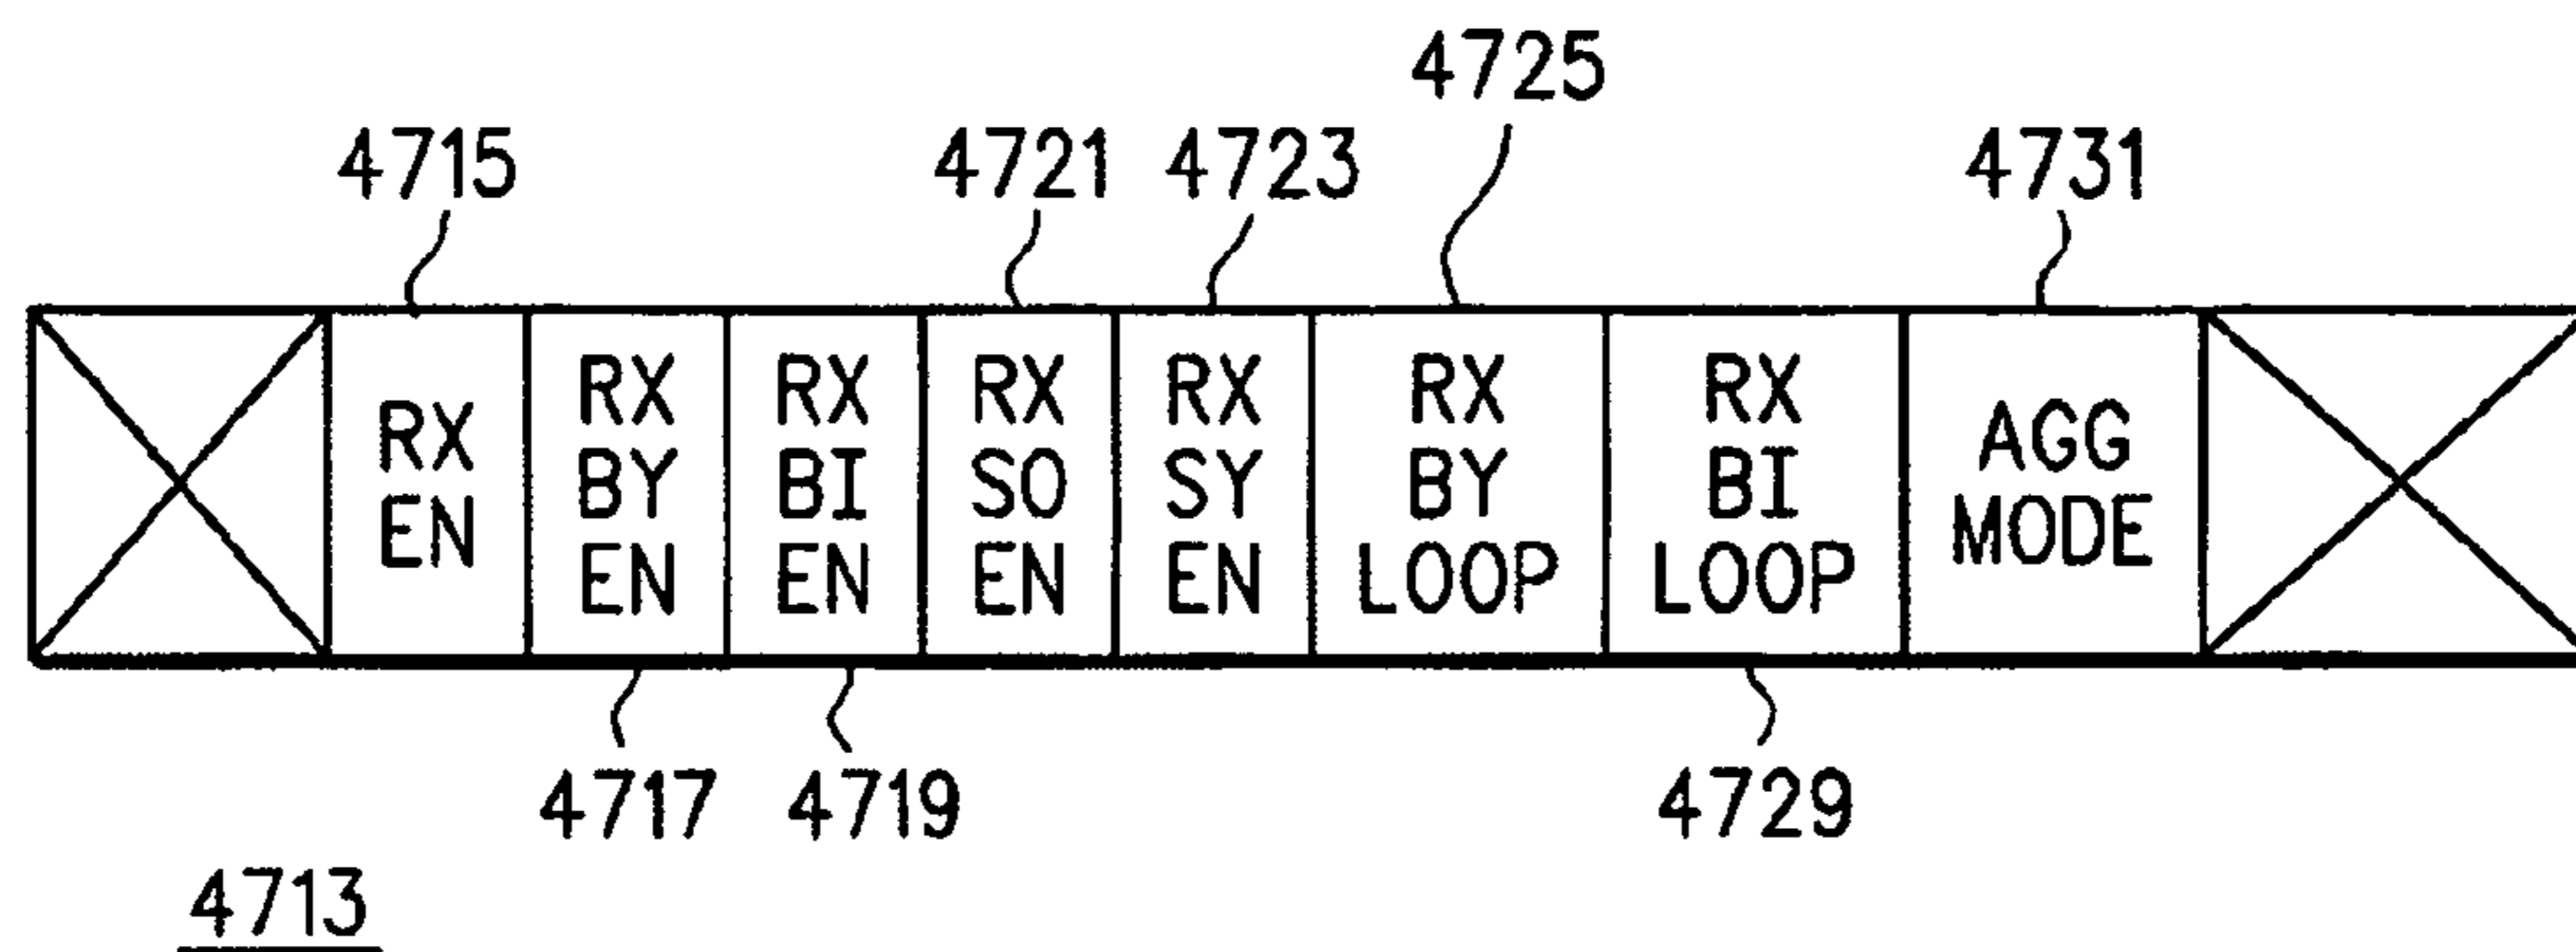 4725
4715
4721
4723
4731
RX
EN
RX
BY
EN
RX
BI
EN
RX
SO
EN
RX
SY
EN
RX
BY
LOOP
RX
BI
LOOP
AGG
MODE
4717
4719
4729
4713